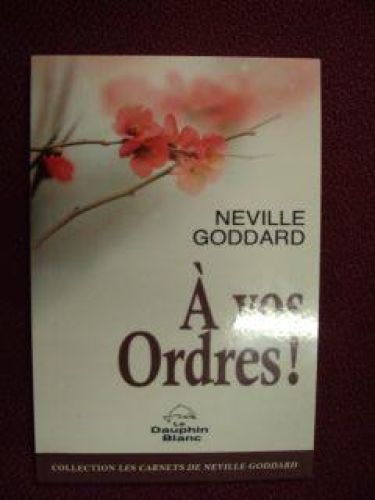 NEVILLE
GODDARD
À vos
Ordres!
Le
Dauphin
Blanc
COLLECTION LES CARNETS DE NEVILLE GODDARD